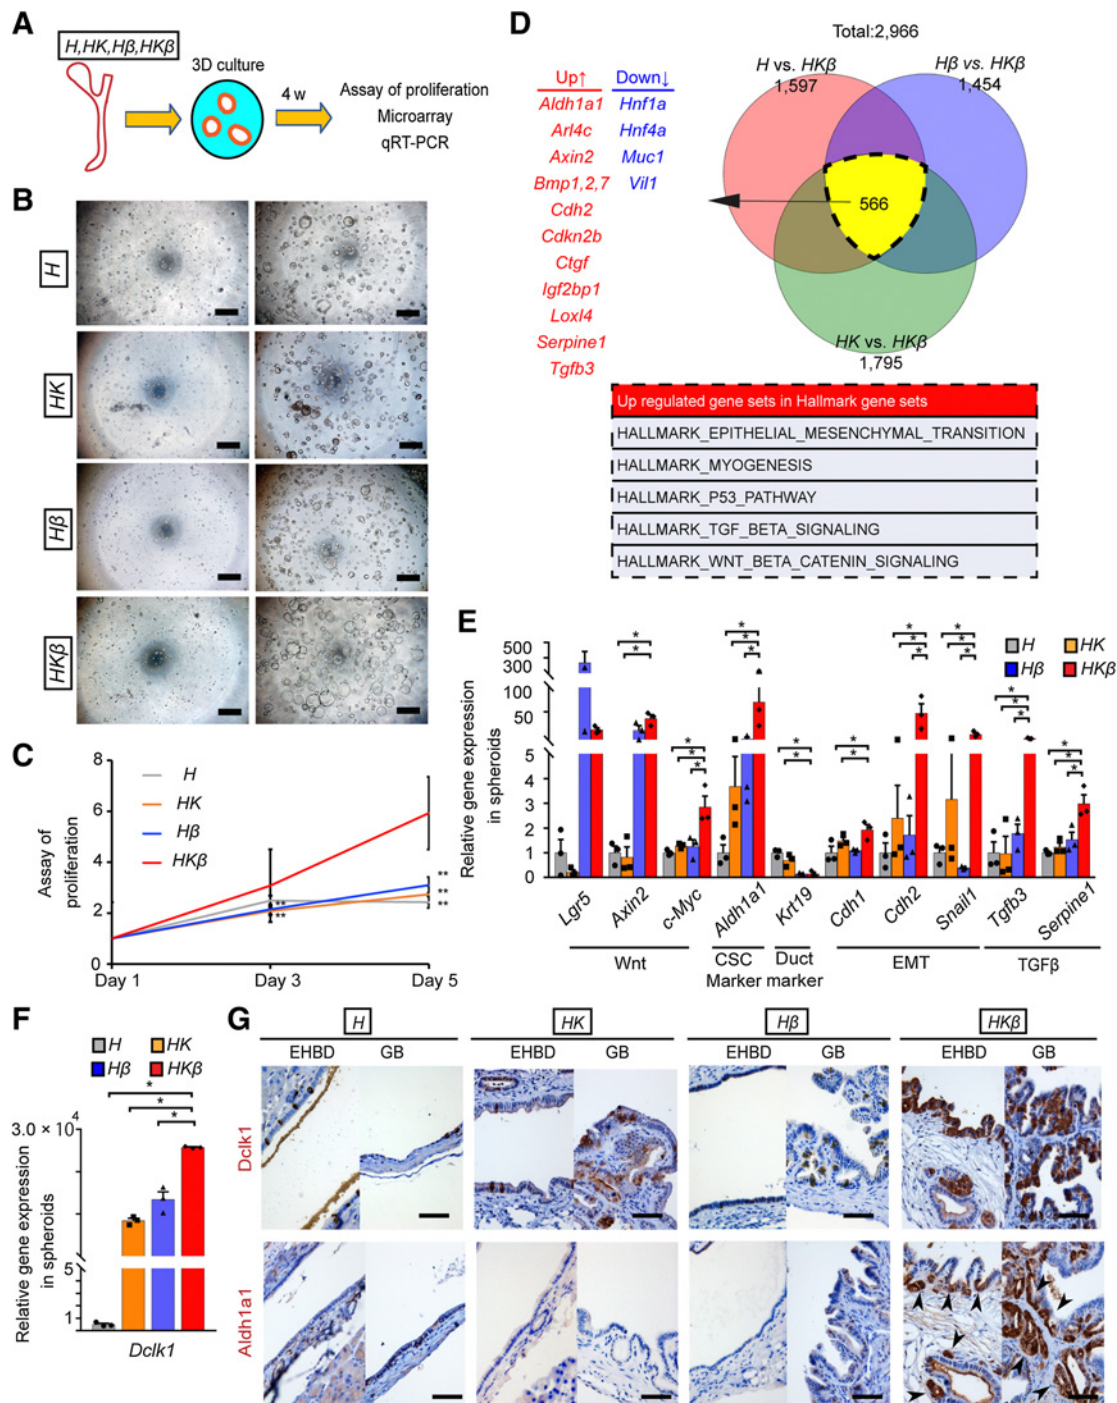 A
H,HK,Hβ,HKβ
3D culture
4 w
Assay of proliferation
Microarray
qRT-PCR
B
H
HK
Hβ
HKβ
C
Assay of
proliferation
8
6
4
2
0
H
HK
Hβ
HKβ
**
**
**
**
**
Day 1
Day 3
Day 5
D
Total:2,966
H vs. HKβ
1,597
Hβ vs. HKβ
1,454
566
HK vs. HKβ
1,795
Up↑
Aldh1a1
Arl4c
Axin2
Bmp1,2,7
Cdh2
Cdkn2b
Ctgf
Igf2bp1
Loxl4
Serpine1
Tgfb3
Down↓
Hnf1a
Hnf4a
Muc1
Vil1
Up regulated gene sets in Hallmark gene sets
HALLMARK_EPITHELIAL_MESENCHYMAL_TRANSITION
HALLMARK_MYOGENESIS
HALLMARK_P53_PATHWAY
HALLMARK_TGF_BETA_SIGNALING
HALLMARK_WNT_BETA_CATENIN_SIGNALING
E
Relative gene expression
in spheroids
500
300
100
50
5
4
3
2
1
0
H
HK
Hβ
HKβ
* * * * * * * * * * * * * * * * * * * * * * * *
Lgr5
Axin2
c-Myc
Aldh1a1
Krt19
Cdh1
Cdh2
Snail1
Tgfb3
Serpine1
Wnt
CSC
Marker
Duct
marker
EMT
TGFβ
F
H
HK
Hβ
HKβ
Relative gene expression
in spheroids
3.0 × 10⁴
5
1
*
*
*
Dclk1
G
H
HK
Hβ
HKβ
EHBD GB
EHBD GB
EHBD GB
EHBD GB
Dclk1
Aldh1a1